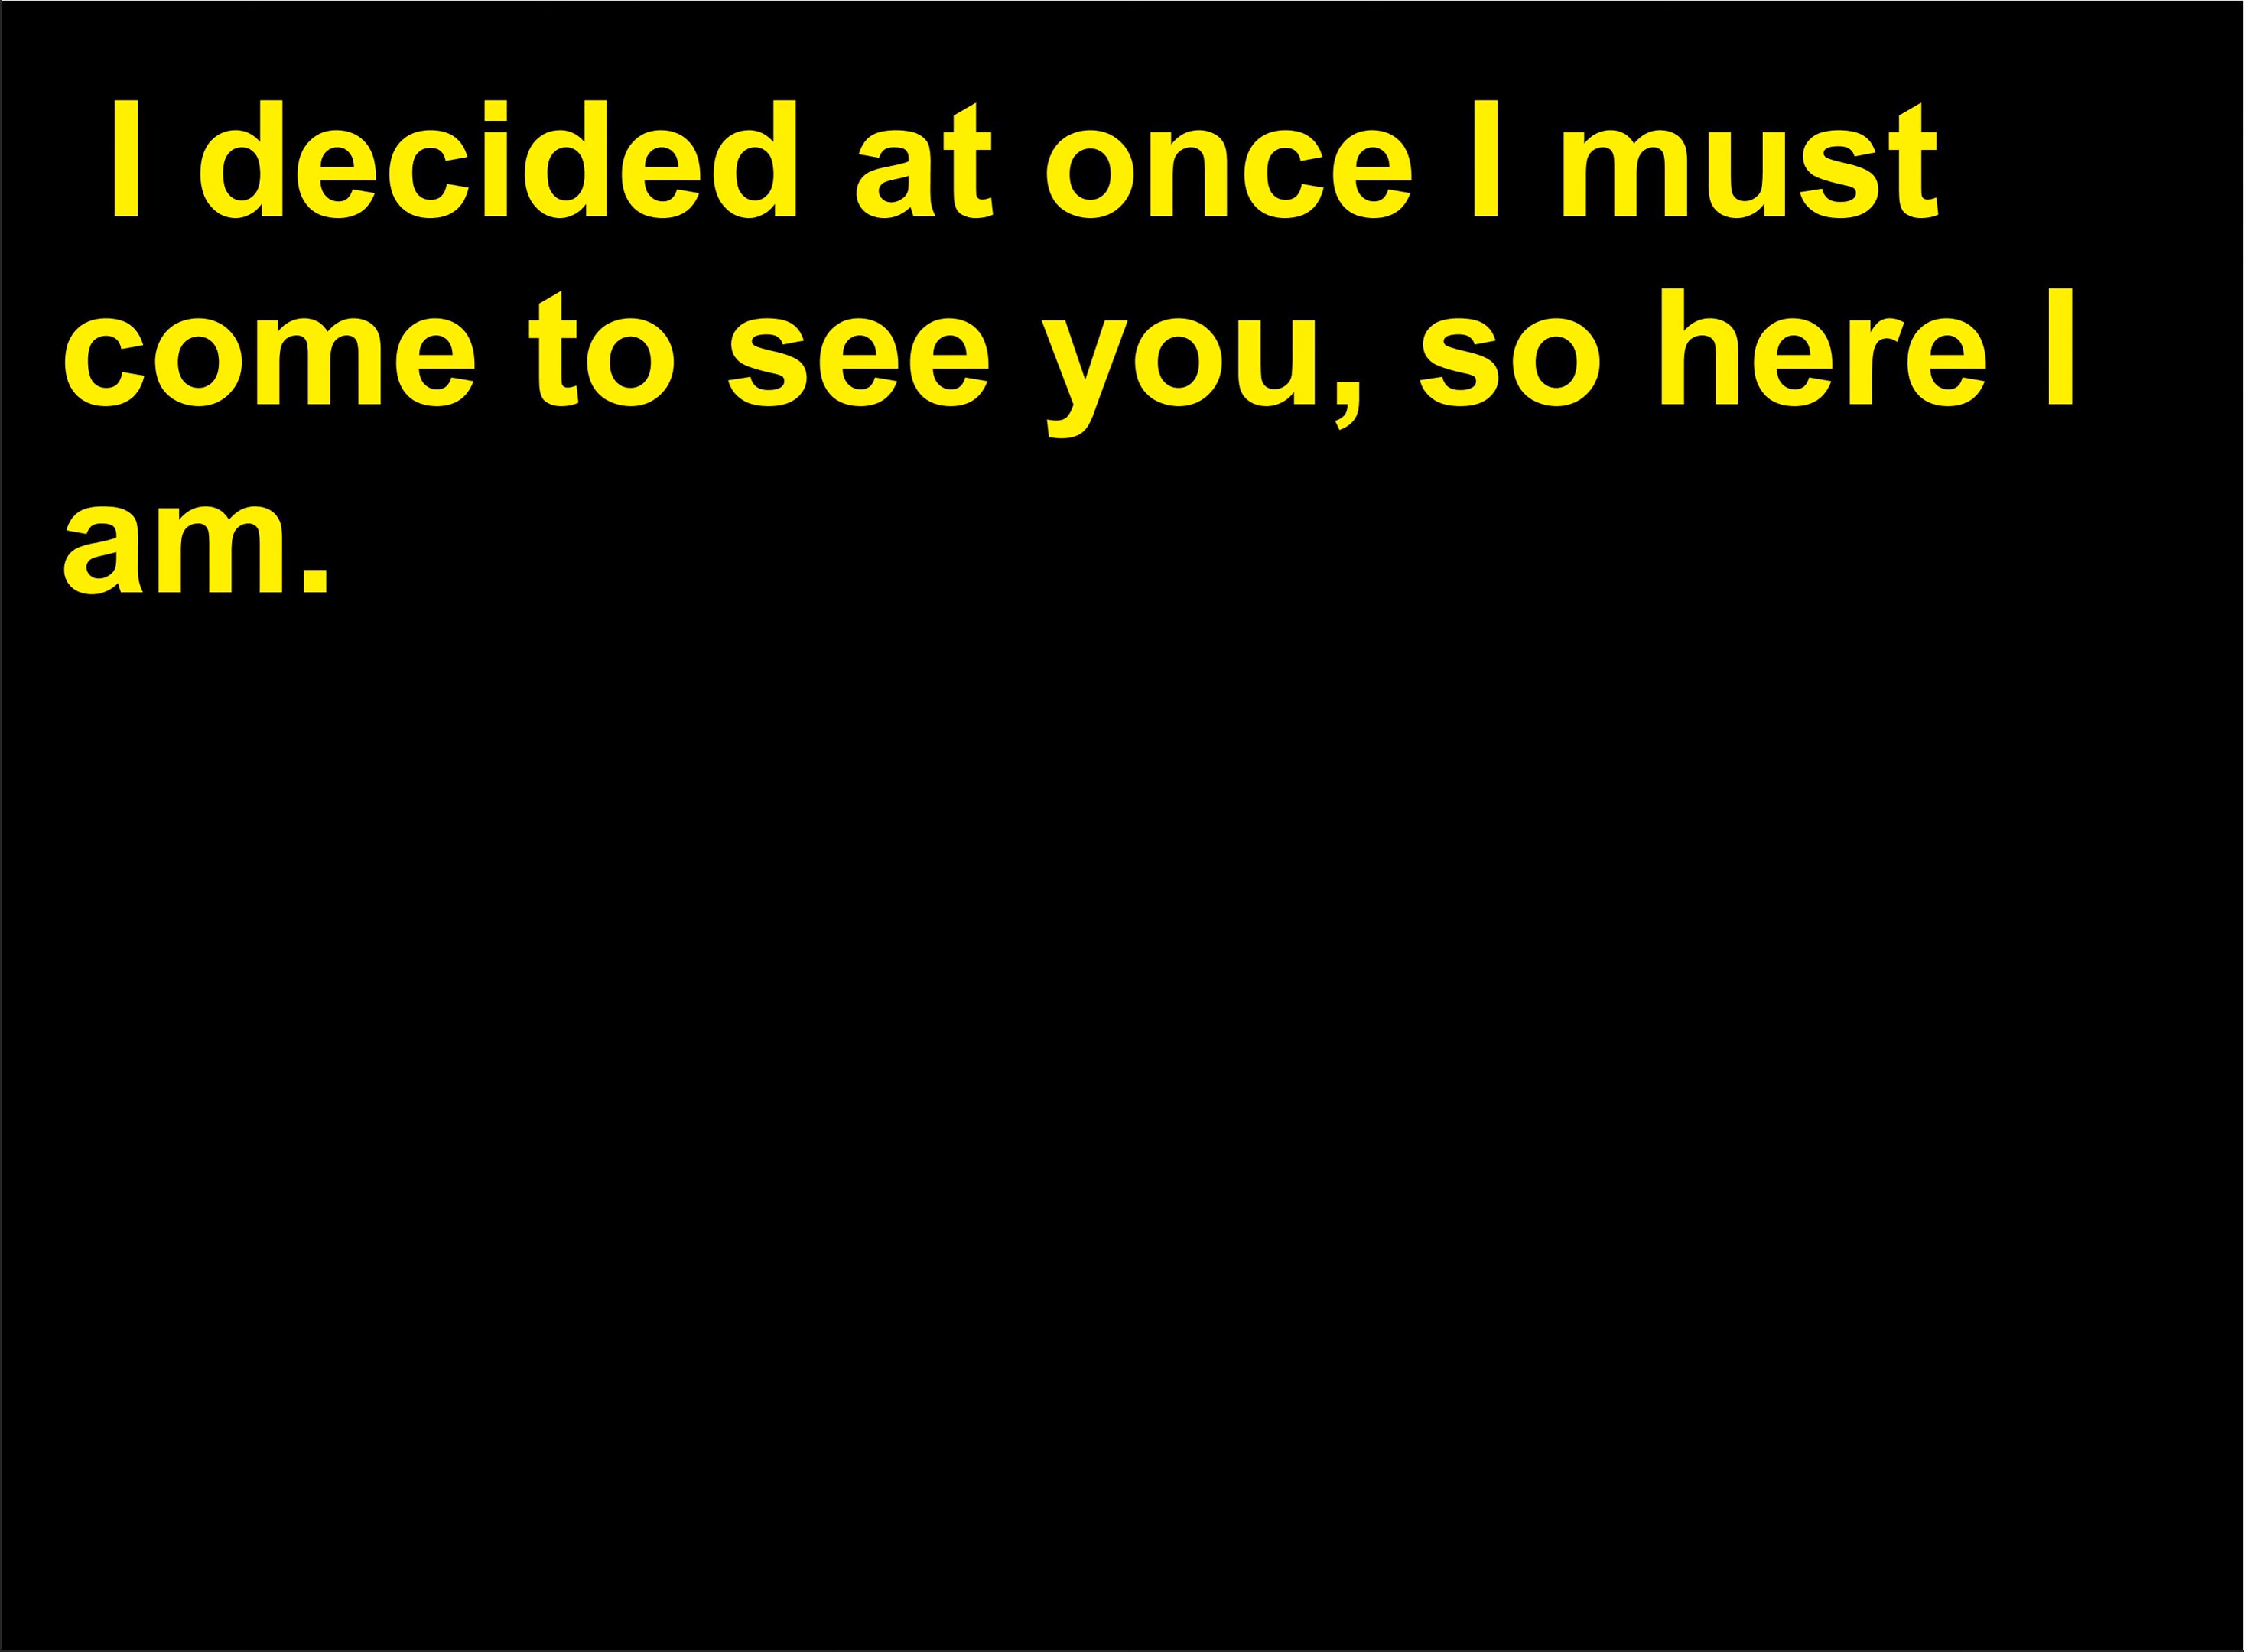 I decided at once I must
come to see you, so here I
am.